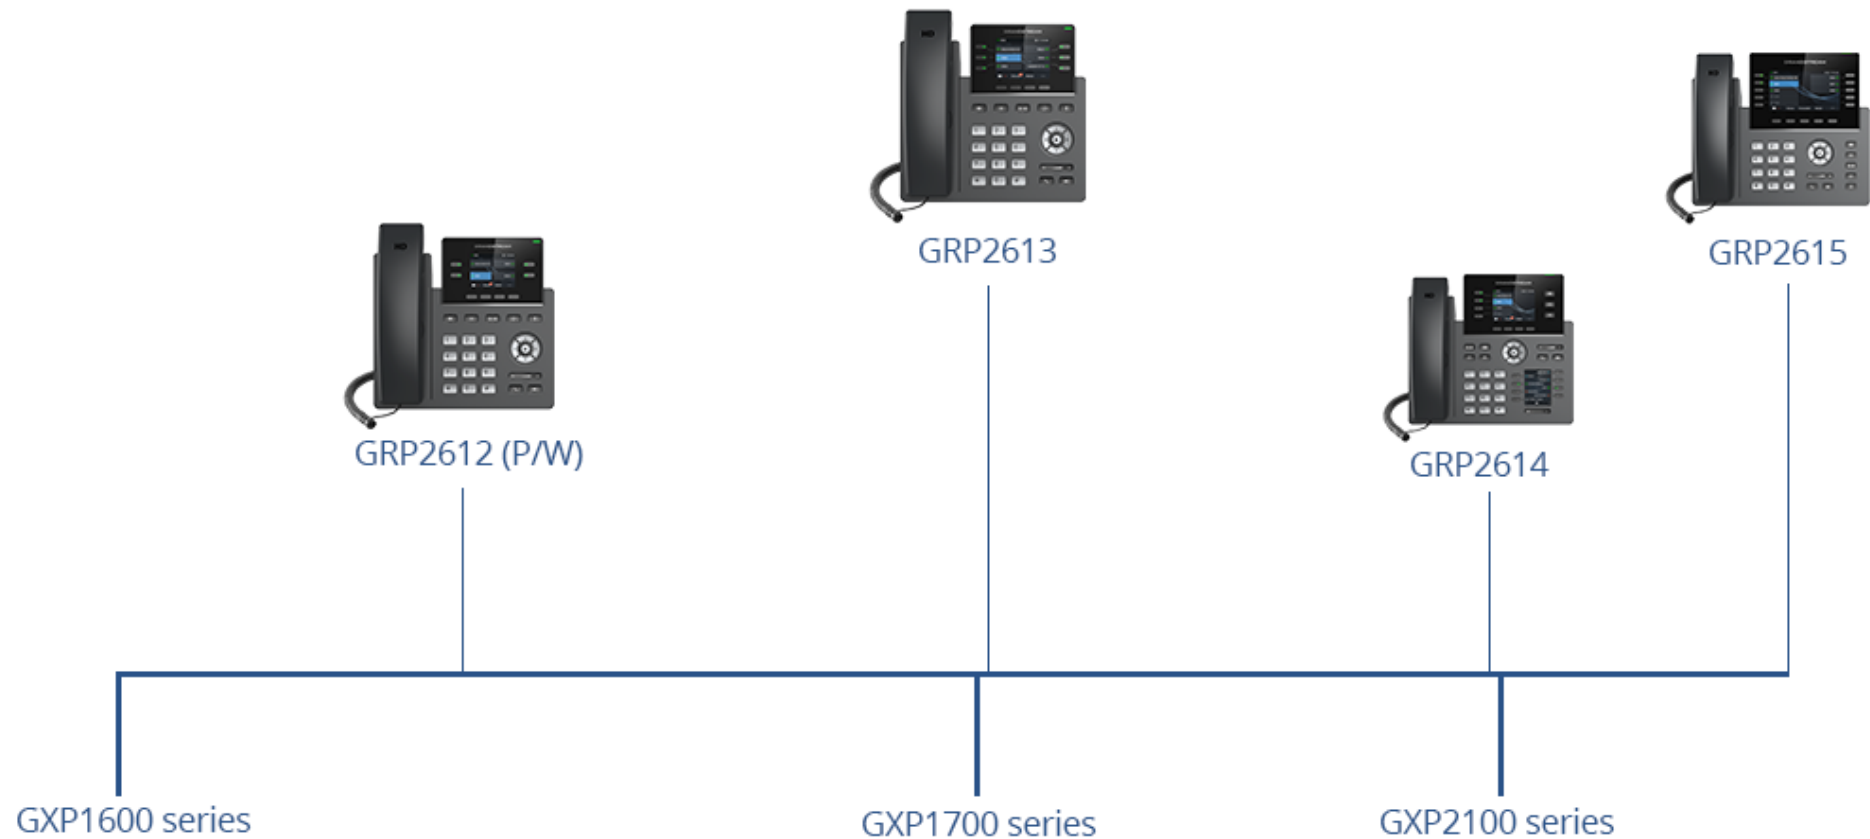 GRP2613
GRP2615
GRP2612 (P/W)
GRP2614
GXP1600 series
GXP1700 series
GXP2100 series